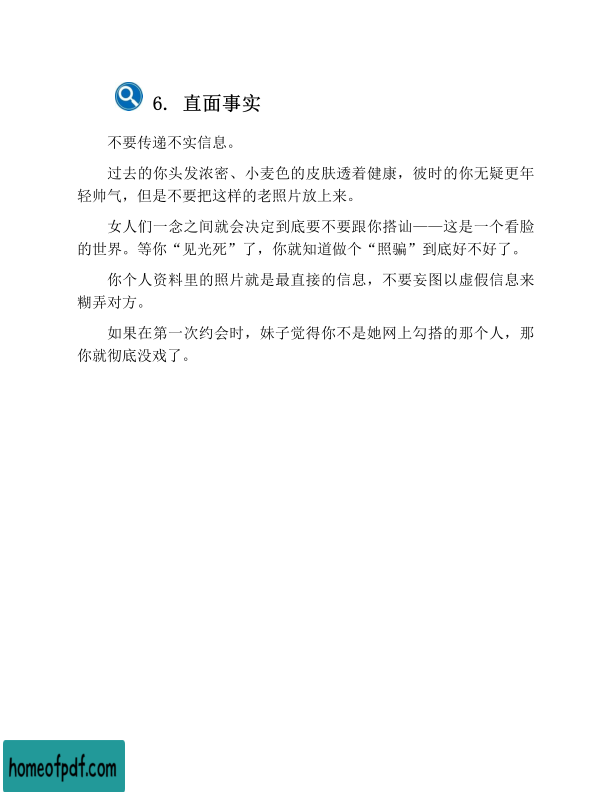 6. 直面事实
不要传递不实信息。
过去的你头发浓密、小麦色的皮肤透着健康，彼时的你无疑更年
轻帅气，但是不要把这样的老照片放上来。
女人们一念之间就会决定到底要不要跟你搭讪——这是一个看脸
的世界。等你“见光死”了，你就知道做个“照骗”到底好不好了。
你个人资料里的照片就是最直接的信息，不要妄图以虚假信息来
糊弄对方。
如果在第一次约会时，妹子觉得你不是她网上勾搭的那个人，那
你就彻底没戏了。
homeofpdf.com